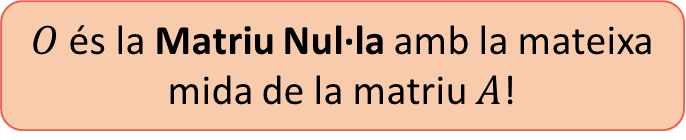 O és la Matriu Nul·la amb la mateixa
mida de la matriu A!